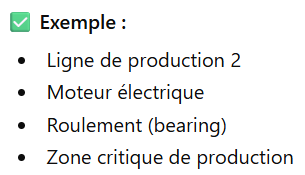 ✅ Exemple :
• Ligne de production 2
• Moteur électrique
• Roulement (bearing)
• Zone critique de production